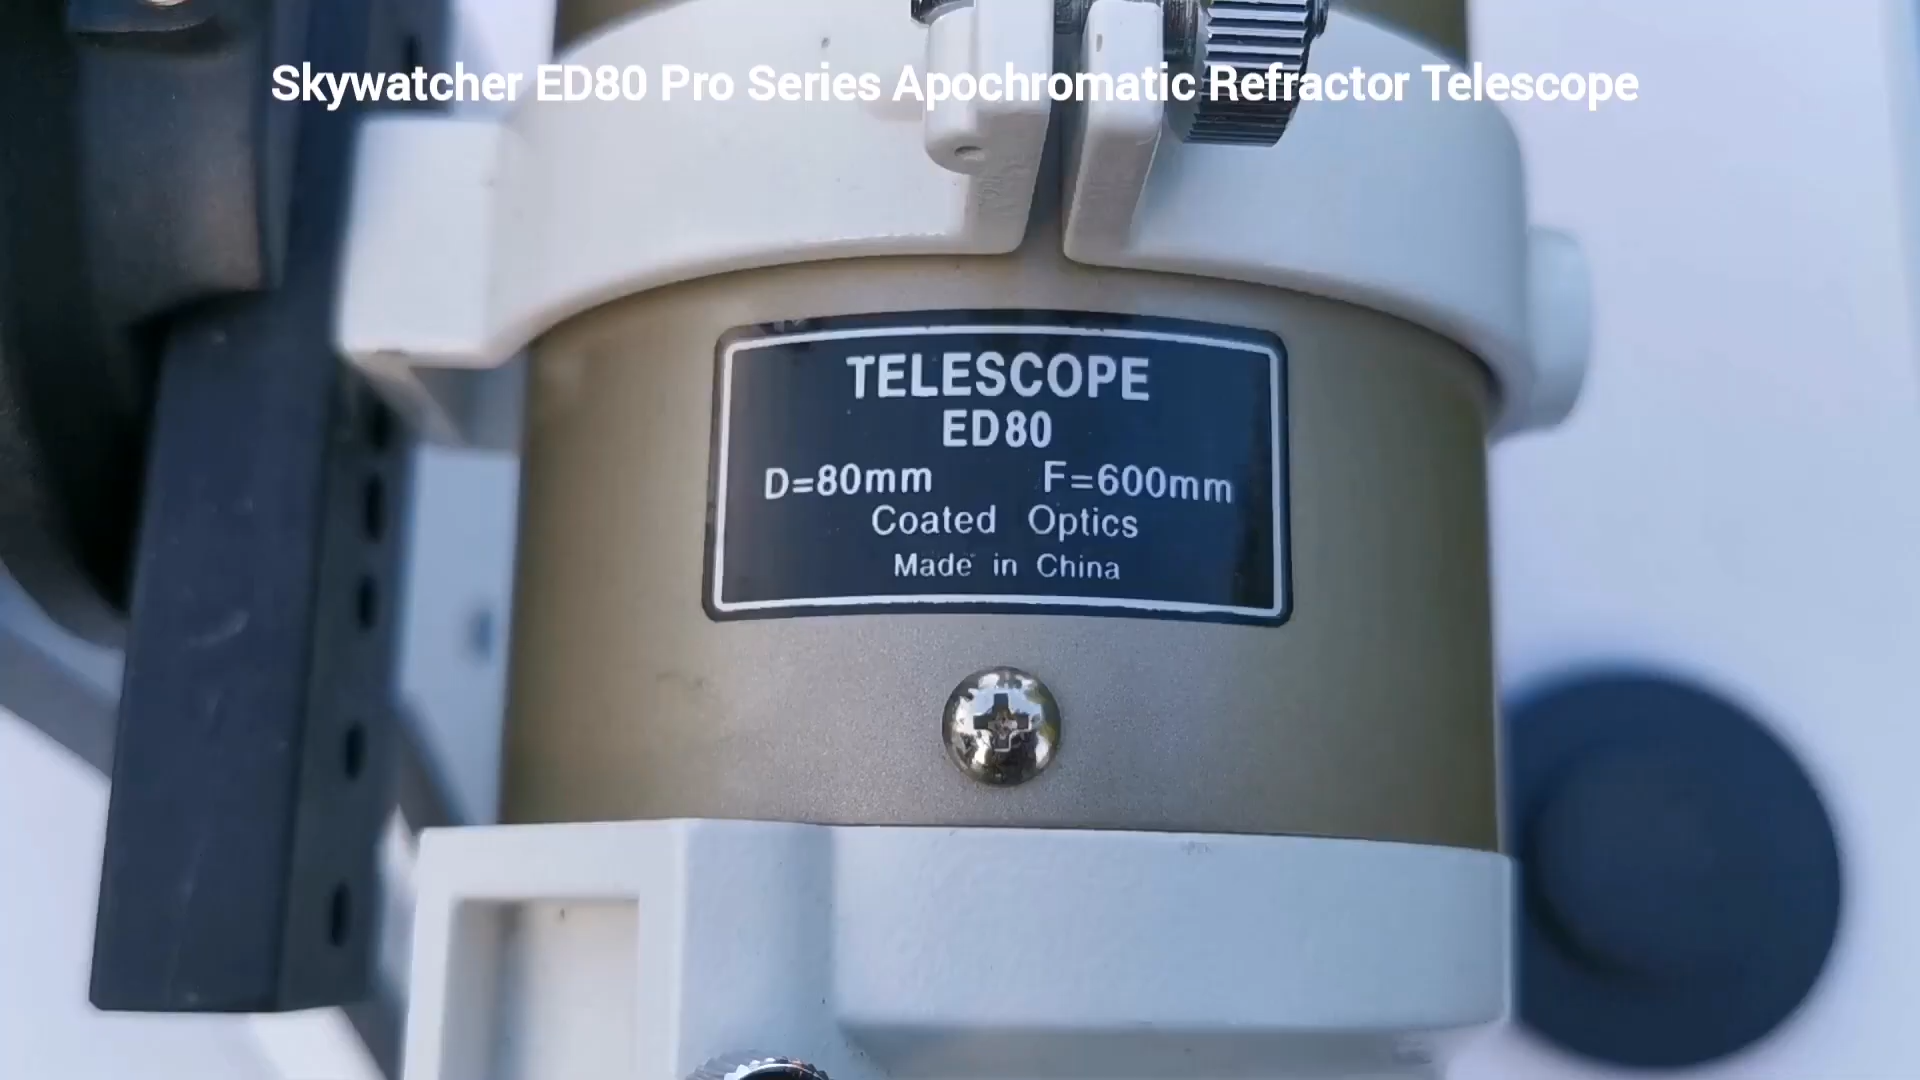 Skywatcher ED80 Pro Series Apochromatic Refractor Telescope
TELESCOPE
ED80
D=80mm F=600mm
Coated Optics
Made in China